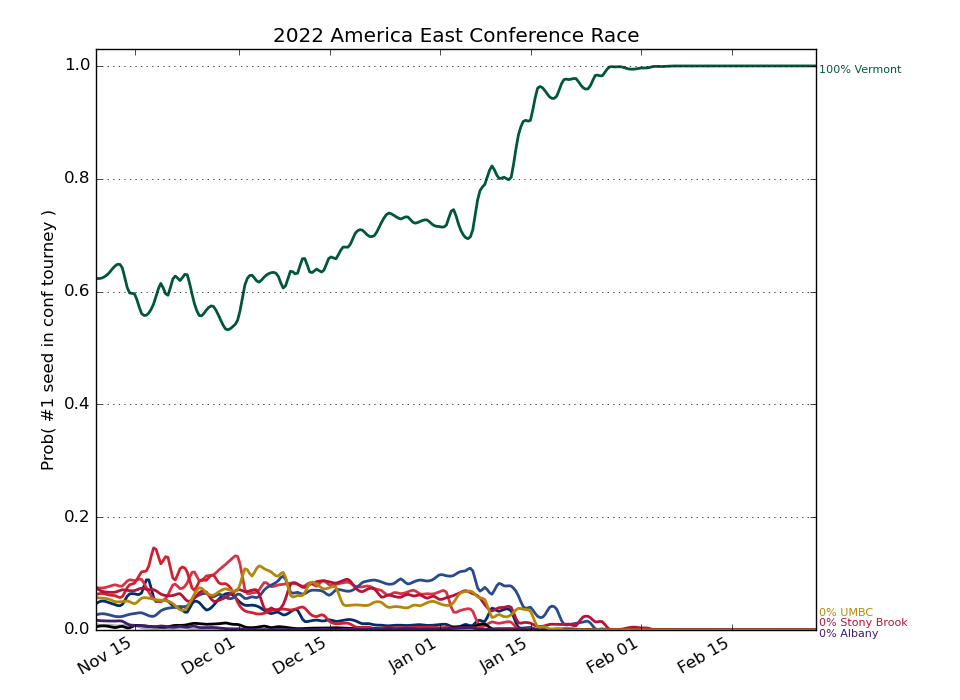 2022 America East Conference Race
1.0
100% Vermont
0.8
0.6
Prob( #1 seed in conf tourney )
0.4
0.2
0% UMBC
0% Stony Brook
0.0
0% Albany
Nov 15
Dec 01
Dec 15
Jan 01
Jan 15
Feb 01
Feb 15